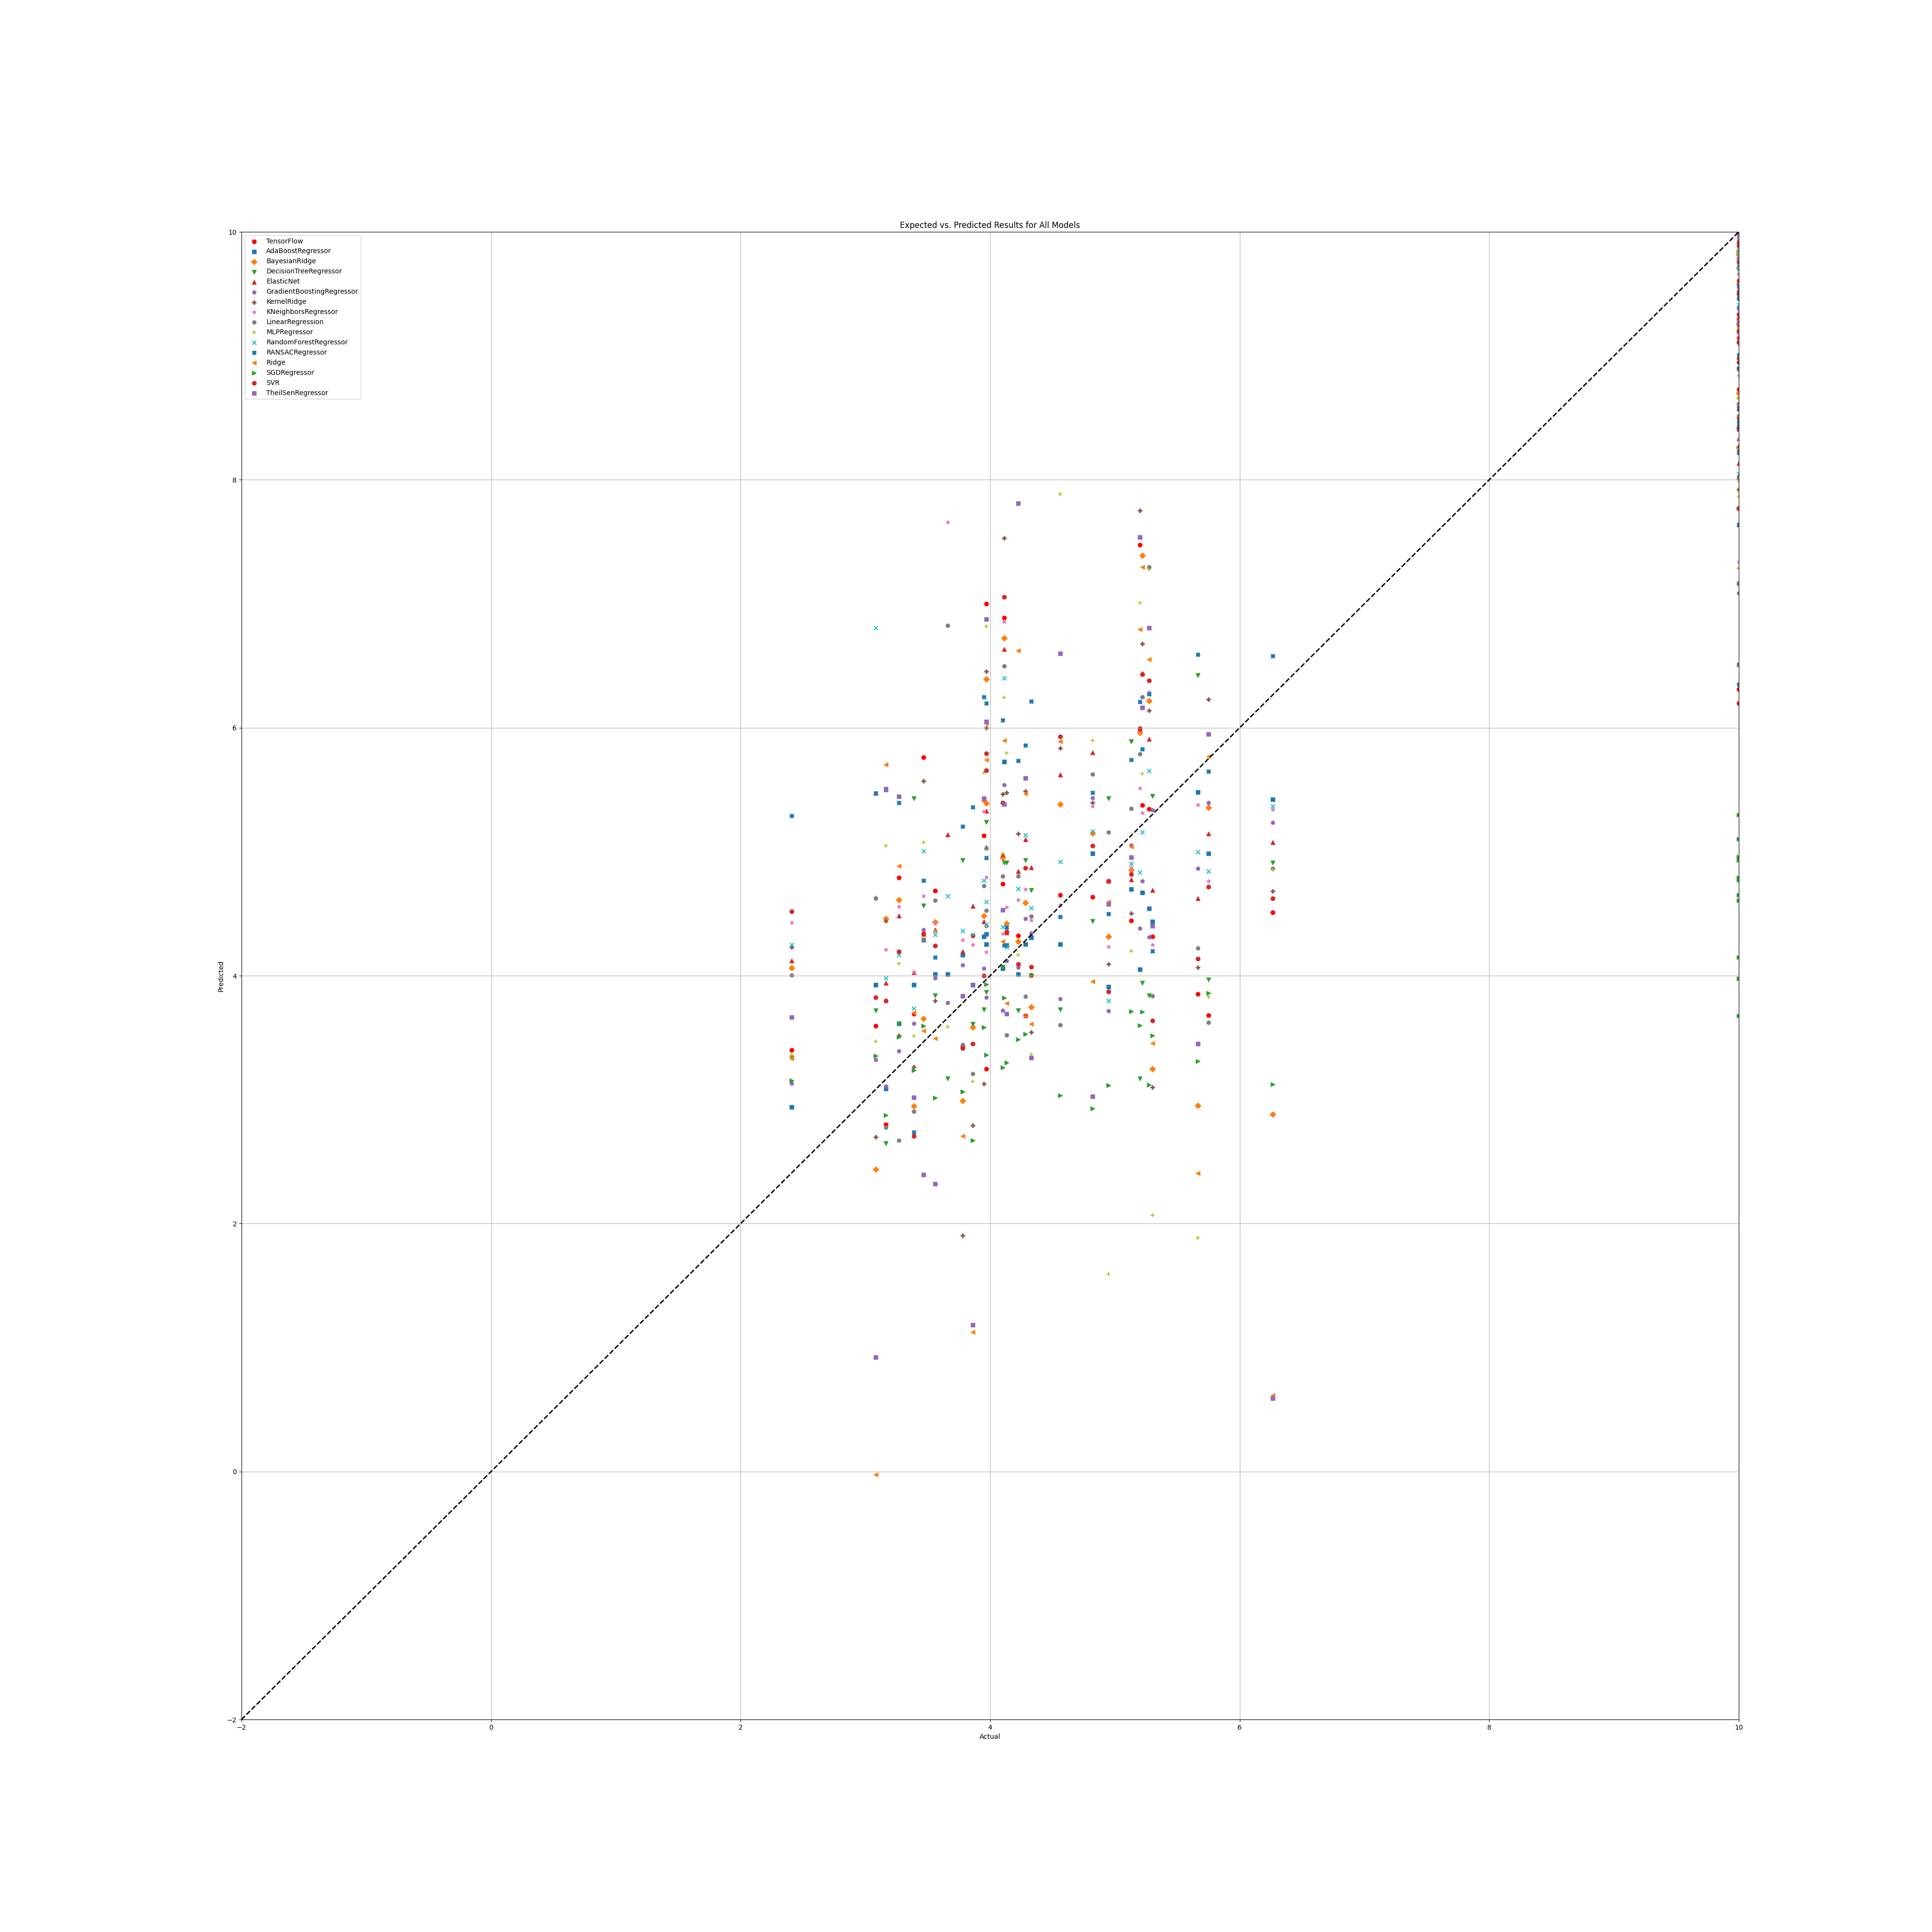 Expected vs. Predicted Results for All Models
10
TensorFlow
AdaBoostRegressor
BayesianRidge
DecisionTreeRegressor
ElasticNet
GradientBoostingRegressor
KernelRidge
KNeighborsRegressor
LinearRegression
MLPRegressor
RandomForestRegressor
RANSACRegressor
Ridge
SGDRegressor
SVR
TheilSenRegressor
8
6
4
Predicted
2
0
−2
−2 0 2 4 6 8 10
Actual